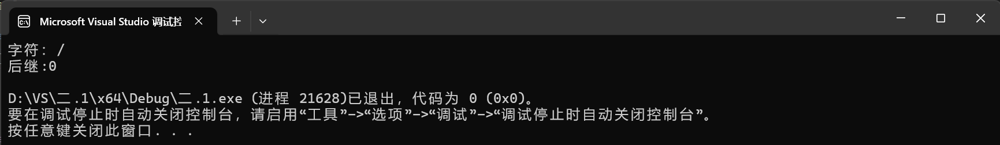 Microsoft Visual Studio 调试控
字符: /
后继:0
D:\VS\二.1\x64\Debug\二.1.exe (进程 21628)已退出，代码为 0 (0x0)。
要在调试停止时自动关闭控制台，请启用“工具”->“选项”->“调试”->“调试停止时自动关闭控制台”。
按任意键关闭此窗口. . .